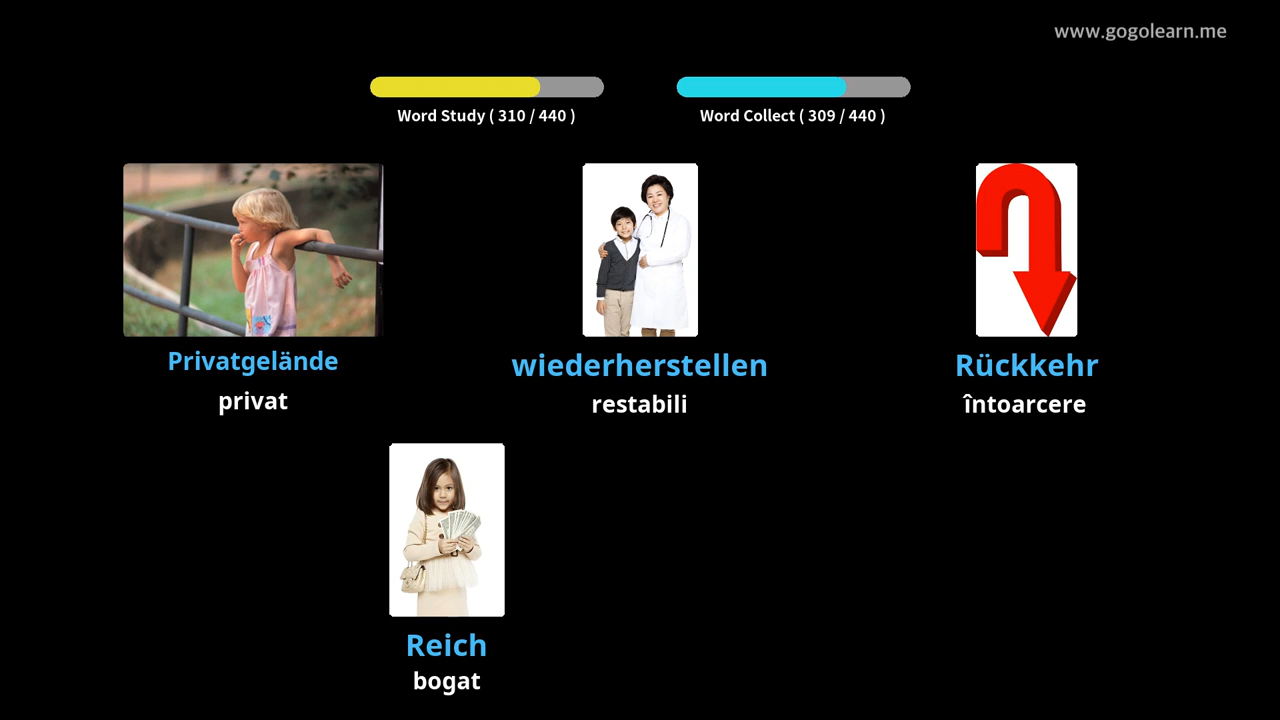 www.gogolearn.me
Word Study ( 310 / 440 )
Word Collect ( 309 / 440 )
Privatgelände
privat
wiederherstellen
restabili
Rückkehr
întoarcere
Reich
bogat